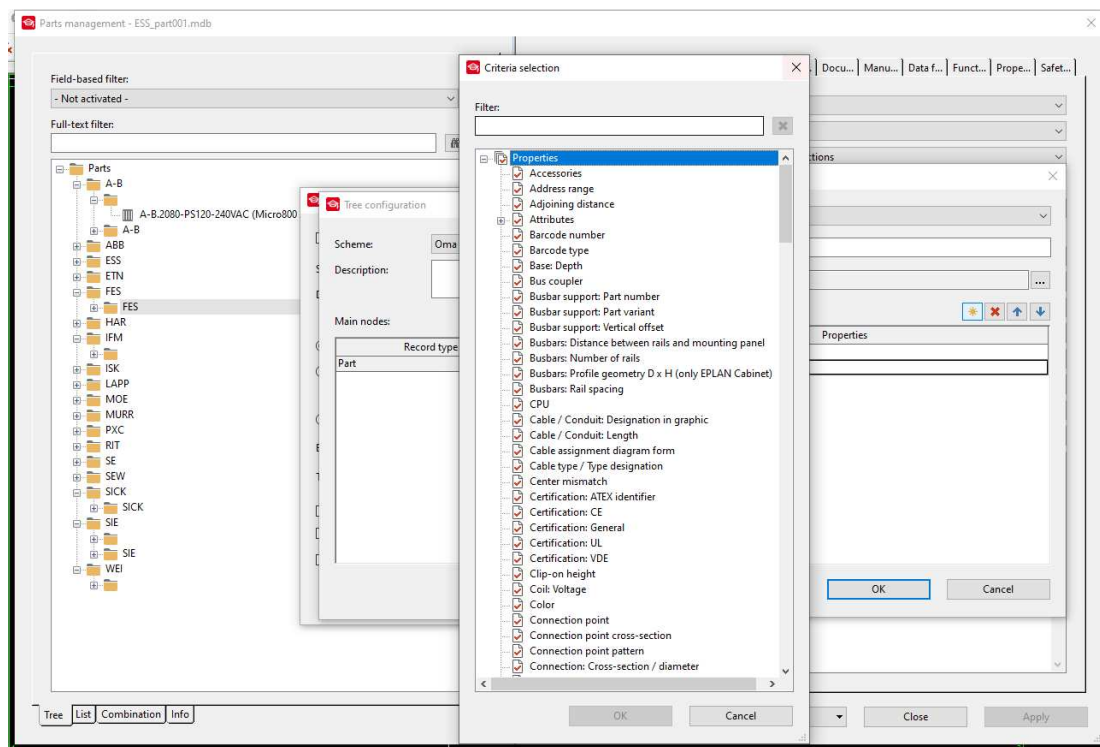 Parts management - ESS_part001.mdb
Field-based filter:
- Not activated -
Full-text filter:
Parts
A-B
A-B.2080-PS120-240VAC (Micro800
A-B
ABB
ESS
ETN
FES
FES
HAR
IFM
ISK
LAPP
MOE
MURR
PXC
RIT
SE
SEW
SICK
SICK
SIE
SIE
WEI
Tree
List
Combination
Info
Tree configuration
Scheme:
Oma
Description:
Main nodes:
Record type
Part
Criteria selection
Filter:
Properties
Accessories
Address range
Adjoining distance
Attributes
Barcode number
Barcode type
Base: Depth
Bus coupler
Busbar support: Part number
Busbar support: Part variant
Busbar support: Vertical offset
Busbars: Distance between rails and mounting panel
Busbars: Number of rails
Busbars: Profile geometry D x H (only EPLAN Cabinet)
Busbars: Rail spacing
CPU
Cable / Conduit: Designation in graphic
Cable / Conduit: Length
Cable assignment diagram form
Cable type / Type designation
Center mismatch
Certification: ATEX identifier
Certification: CE
Certification: General
Certification: UL
Certification: VDE
Clip-on height
Coil: Voltage
Color
Connection point
Connection point cross-section
Connection point pattern
Connection: Cross-section / diameter
OK
Cancel
Docu...
Manu...
Data f...
Funct...
Prope...
Safet...
tions
...
Properties
OK
Cancel
Close
Apply